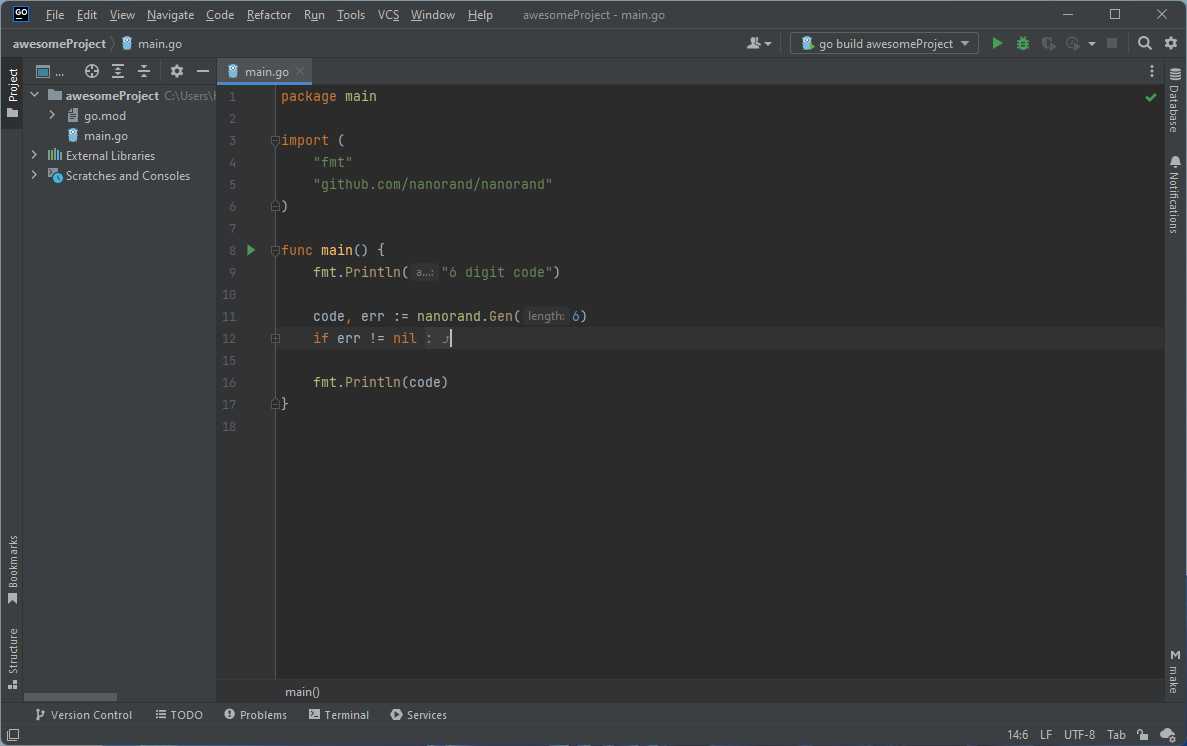 GO File Edit View Navigate Code Refactor Run Tools VCS Window Help awesomeProject - main.go
awesomeProject main.go go build awesomeProject
Project
...
main.go
awesomeProject C:\Users\
go.mod
main.go
External Libraries
Scratches and Consoles
1 package main
2
3 import (
4 "fmt"
5 "github.com/nanorand/nanorand"
6 )
7
8 func main() {
9 fmt.Println( a...: "6 digit code")
10
11 code, err := nanorand.Gen( length: 6)
12 if err != nil :
15
16 fmt.Println(code)
17 }
18
main()
Database
Notifications
M make
Bookmarks
Structure
Version Control TODO Problems Terminal Services
14:6 LF UTF-8 Tab